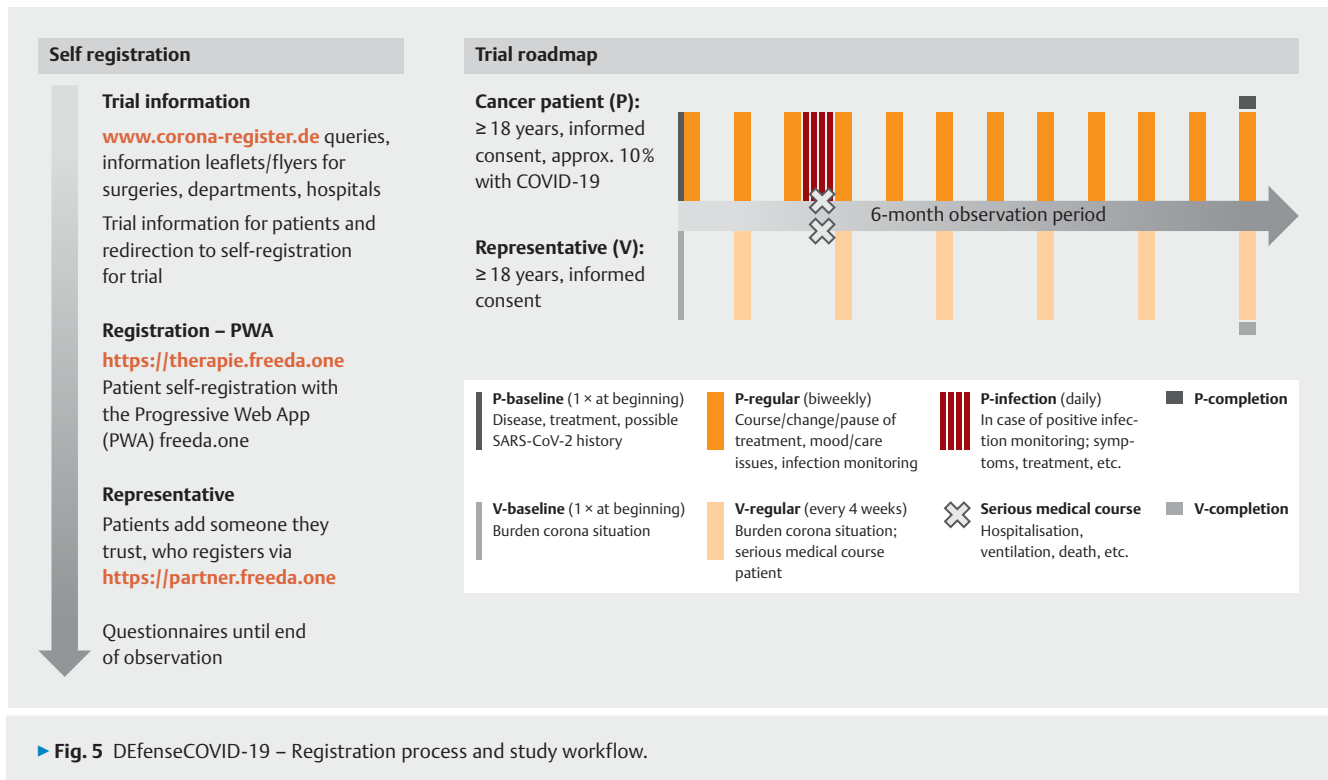 Self registration
Trial information
www.corona-register.de queries,
information leaflets/flyers for
surgeries, departments, hospitals
Trial information for patients and
redirection to self-registration
for trial
Registration – PWA
https://therapie.freeda.one
Patient self-registration with
the Progressive Web App
(PWA) freeda.one
Representative
Patients add someone they
trust, who registers via
https://partner.freeda.one
Questionnaires until end
of observation
Trial roadmap
Cancer patient (P):
≥ 18 years, informed
consent, approx. 10%
with COVID-19
6-month observation period
Representative (V):
≥ 18 years, informed
consent
P-baseline (1 × at beginning)
Disease, treatment, possible
SARS-CoV-2 history
P-regular (biweekly)
Course/change/pause of
treatment, mood/care
issues, infection monitoring
P-infection (daily)
In case of positive infec-
tion monitoring; symp-
toms, treatment, etc.
P-completion
V-baseline (1 × at beginning)
Burden corona situation
V-regular (every 4 weeks)
Burden corona situation;
serious medical course
patient
Serious medical course
Hospitalisation,
ventilation, death, etc.
V-completion
▶ Fig. 5 DEfenseCOVID-19 – Registration process and study workflow.